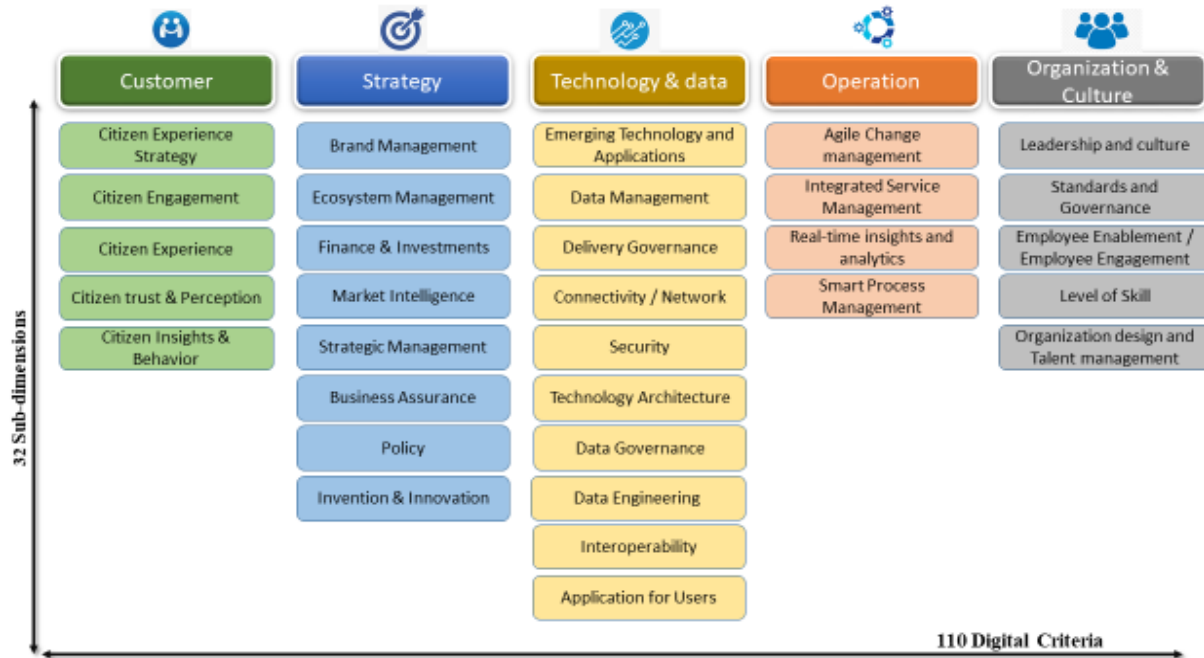 Customer
Strategy
Technology & data
Operation
Organization &
Culture
Citizen Experience
Strategy
Citizen Engagement
Citizen Experience
Citizen trust & Perception
Citizen Insights &
Behavior
Brand Management
Ecosystem Management
Finance & Investments
Market Intelligence
Strategic Management
Business Assurance
Policy
Invention & Innovation
Emerging Technology and
Applications
Data Management
Delivery Governance
Connectivity / Network
Security
Technology Architecture
Data Governance
Data Engineering
Interoperability
Application for Users
Agile Change
management
Integrated Service
Management
Real-time insights and
analytics
Smart Process
Management
Leadership and culture
Standards and
Governance
Employee Enablement /
Employee Engagement
Level of Skill
Organization design and
Talent management
32 Sub-dimensions
110 Digital Criteria